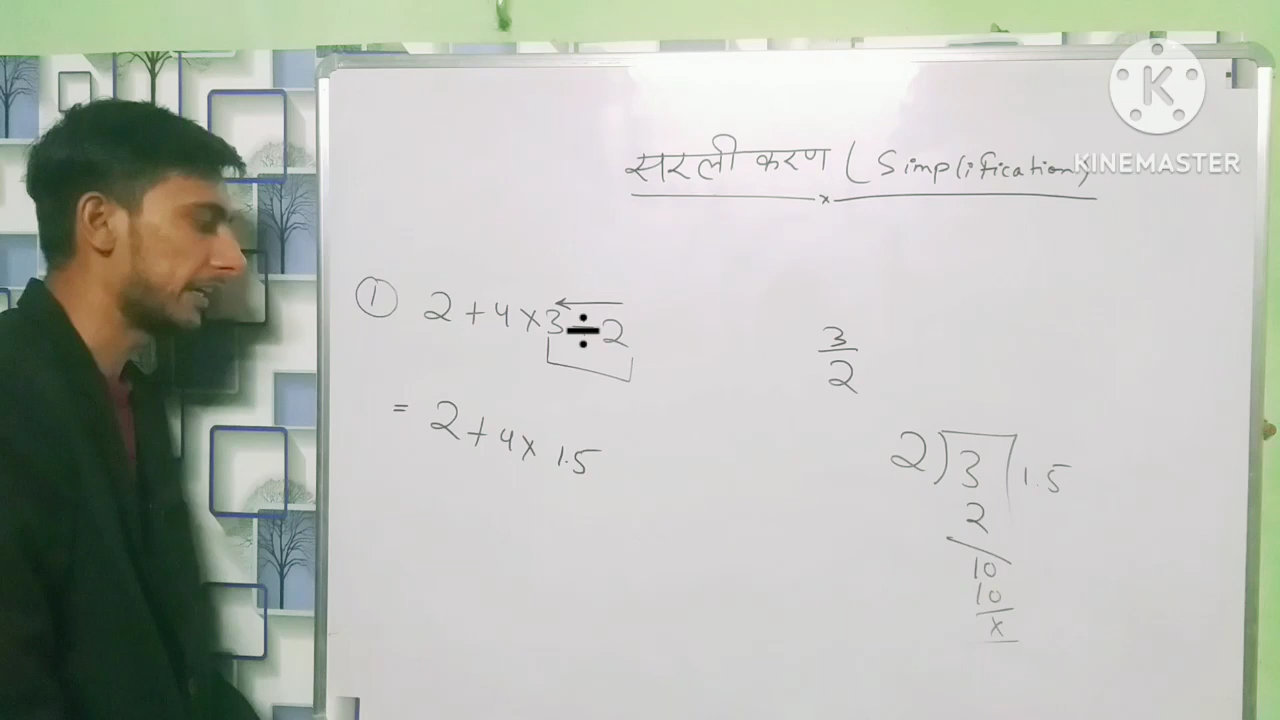 K
KINEMASTER
सरलीकरण (Simplification)
x
① 2 + 4 × 3 ÷ 2
= 2 + 4 × 1.5
3
2
2) 3 ( 1.5
2
10
10
x